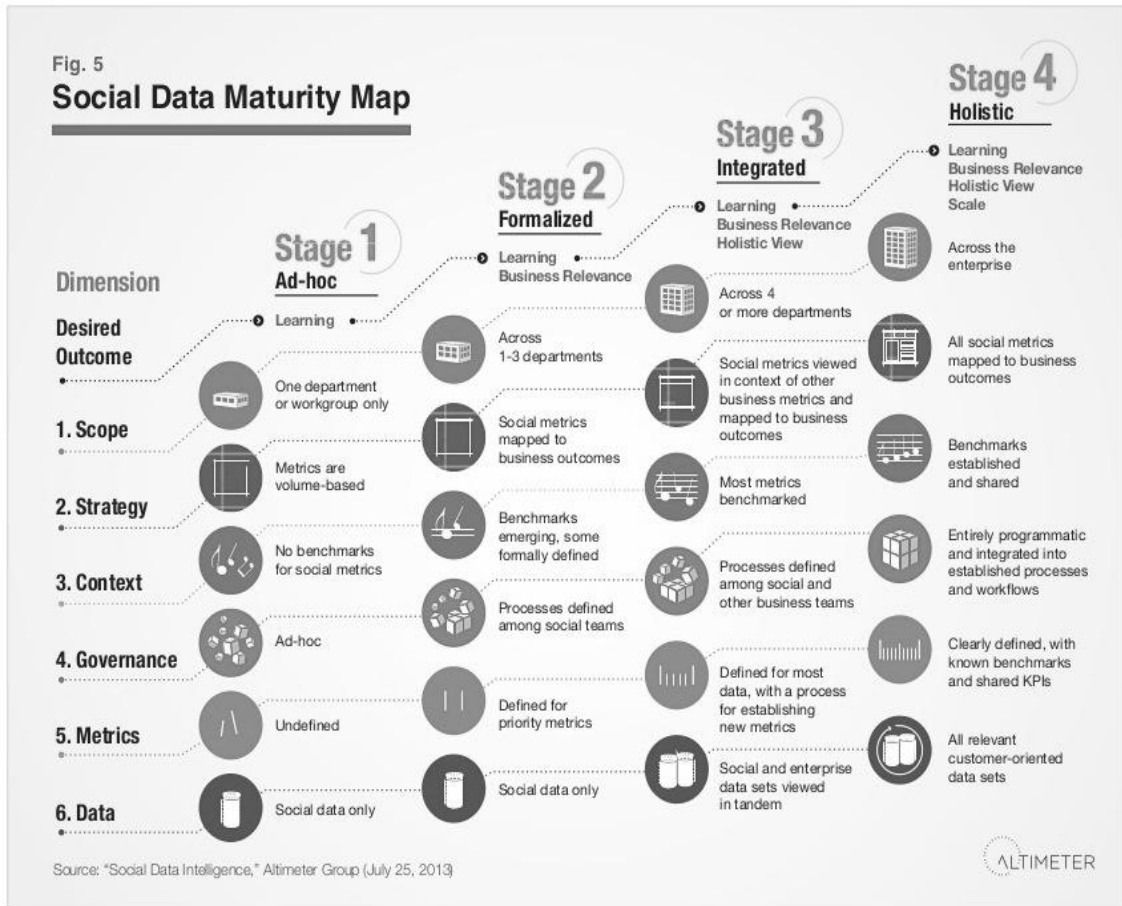 Fig. 5
Social Data Maturity Map
Dimension
Desired
Outcome
1. Scope
2. Strategy
3. Context
4. Governance
5. Metrics
6. Data
Stage 1
Ad-hoc
Learning
One department
or workgroup only
Metrics are
volume-based
No benchmarks
for social metrics
Ad-hoc
Undefined
Social data only
Stage 2
Formalized
Learning
Business Relevance
Across
1-3 departments
Social metrics
mapped to
business outcomes
Benchmarks
emerging, some
formally defined
Processes defined
among social teams
Defined for
priority metrics
Social data only
Stage 3
Integrated
Learning
Business Relevance
Holistic View
Across 4
or more departments
Social metrics viewed
in context of other
business metrics and
mapped to business
outcomes
Most metrics
benchmarked
Processes defined
among social and
other business teams
Defined for most
data, with a process
for establishing
new metrics
Social and enterprise
data sets viewed
in tandem
Stage 4
Holistic
Learning
Business Relevance
Holistic View
Scale
Across the
enterprise
All social metrics
mapped to business
outcomes
Benchmarks
established
and shared
Entirely programmatic
and integrated into
established processes
and workflows
Clearly defined, with
known benchmarks
and shared KPIs
All relevant
customer-oriented
data sets
Source: “Social Data Intelligence,” Altimeter Group (July 25, 2013)
ALTIMETER